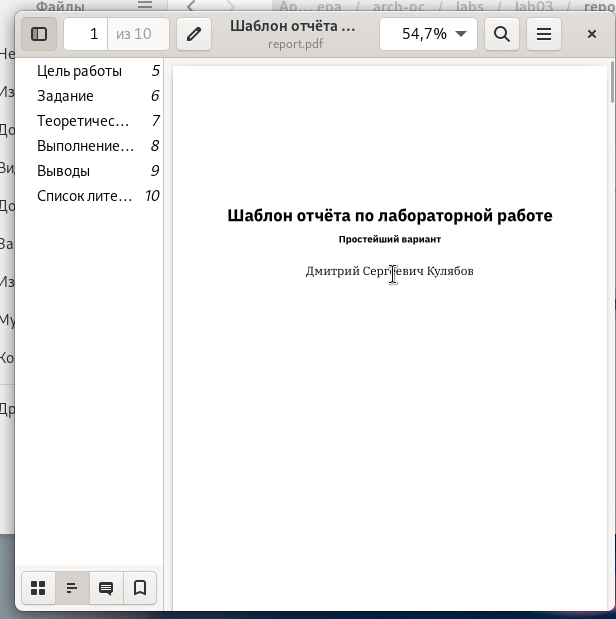 Файлы
Ар... ера / arch-pc / labs / lab03 / repo
Шаблон отчёта ...
report.pdf
1 из 10
54,7%
Не
Из
До
Ви
До
За
Из
Му
Ко
Др
Цель работы 5
Задание 6
Теоретичес... 7
Выполнение... 8
Выводы 9
Список лите... 10
Шаблон отчёта по лабораторной работе
Простейший вариант
Дмитрий Сергеевич Кулябов